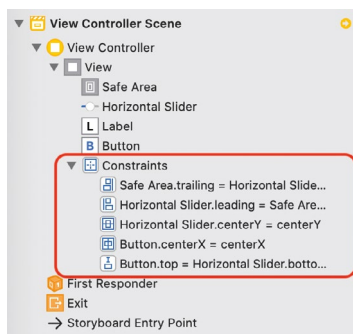 View Controller Scene
View Controller
View
Safe Area
Horizontal Slider
L Label
B Button
Constraints
Safe Area.trailing = Horizontal Slide...
Horizontal Slider.leading = Safe Are...
Horizontal Slider.centerY = centerY
Button.centerX = centerX
Button.top = Horizontal Slider.botto...
First Responder
Exit
Storyboard Entry Point